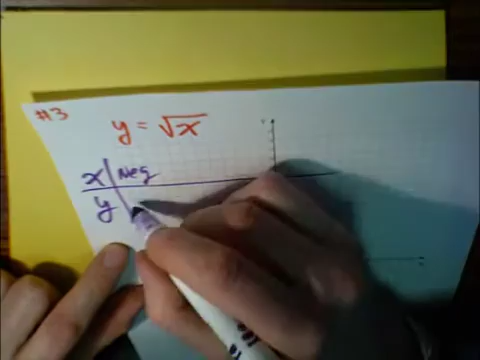 #3
y = √x
x | Neg
y